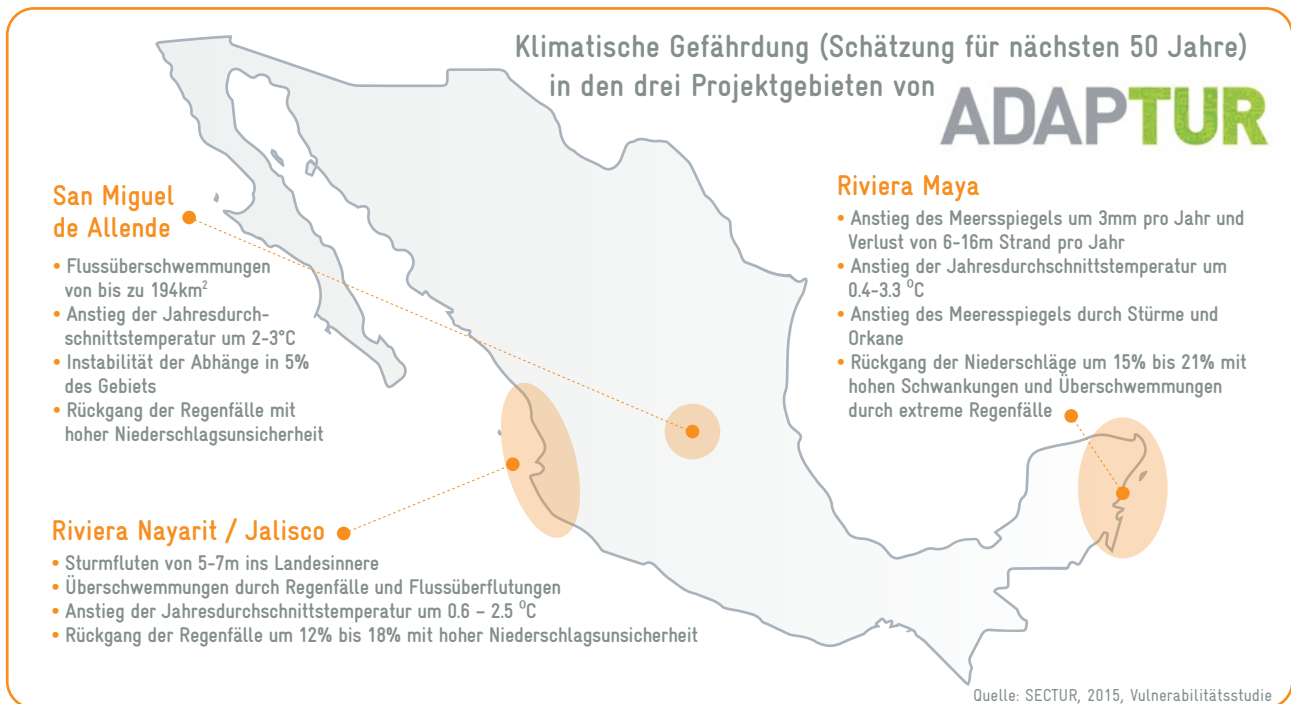 Klimatische Gefährdung (Schätzung für nächsten 50 Jahre)
in den drei Projektgebieten von
ADAPTUR
San Miguel
de Allende
• Flussüberschwemmungen
von bis zu 194km²
• Anstieg der Jahresdurch-
schnittstemperatur um 2-3°C
• Instabilität der Abhänge in 5%
des Gebiets
• Rückgang der Regenfälle mit
hoher Niederschlagsunsicherheit
Riviera Maya
• Anstieg des Meersspiegels um 3mm pro Jahr und
Verlust von 6-16m Strand pro Jahr
• Anstieg der Jahresdurchschnittstemperatur um
0.4-3.3 °C
• Anstieg des Meeresspiegels durch Stürme und
Orkane
• Rückgang der Niederschläge um 15% bis 21% mit
hohen Schwankungen und Überschwemmungen
durch extreme Regenfälle
Riviera Nayarit / Jalisco
• Sturmfluten von 5-7m ins Landesinnere
• Überschwemmungen durch Regenfälle und Flussüberflutungen
• Anstieg der Jahresdurchschnittstemperatur um 0.6 – 2.5 °C
• Rückgang der Regenfälle um 12% bis 18% mit hoher Niederschlagsunsicherheit
Quelle: SECTUR, 2015, Vulnerabilitätsstudie